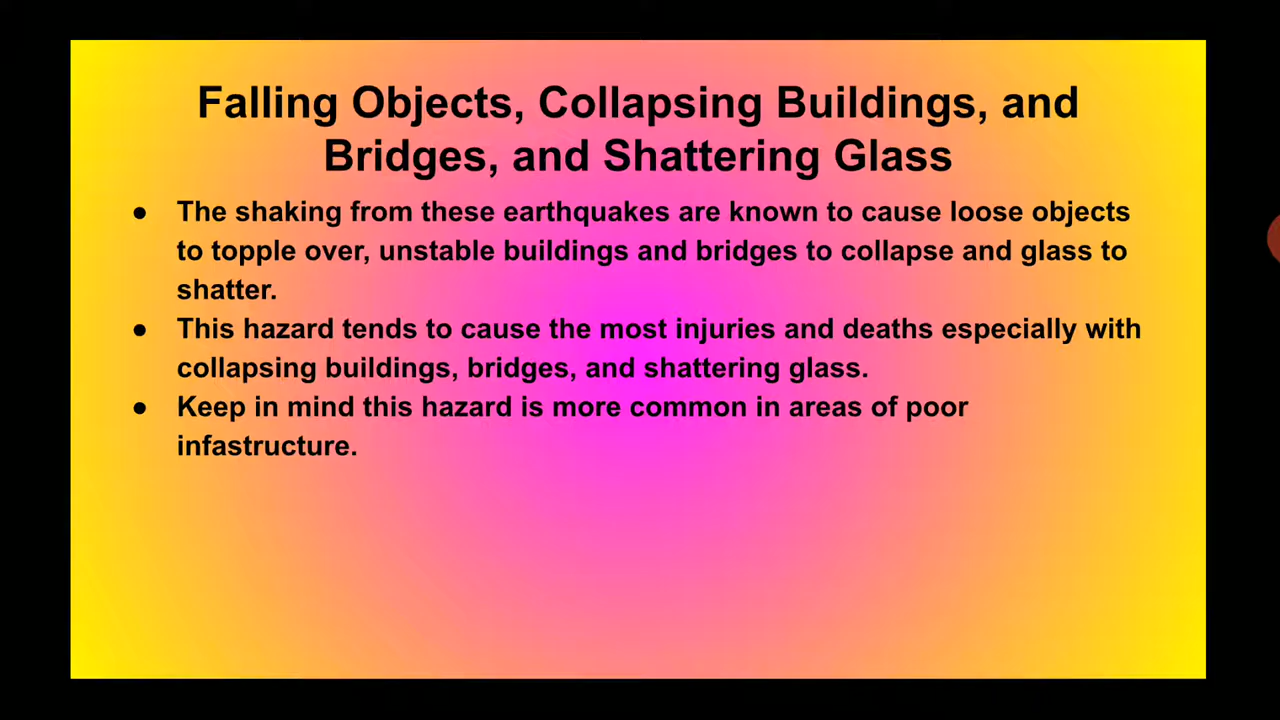 Falling Objects, Collapsing Buildings, and
Bridges, and Shattering Glass
● The shaking from these earthquakes are known to cause loose objects
to topple over, unstable buildings and bridges to collapse and glass to
shatter.
● This hazard tends to cause the most injuries and deaths especially with
collapsing buildings, bridges, and shattering glass.
● Keep in mind this hazard is more common in areas of poor
infastructure.